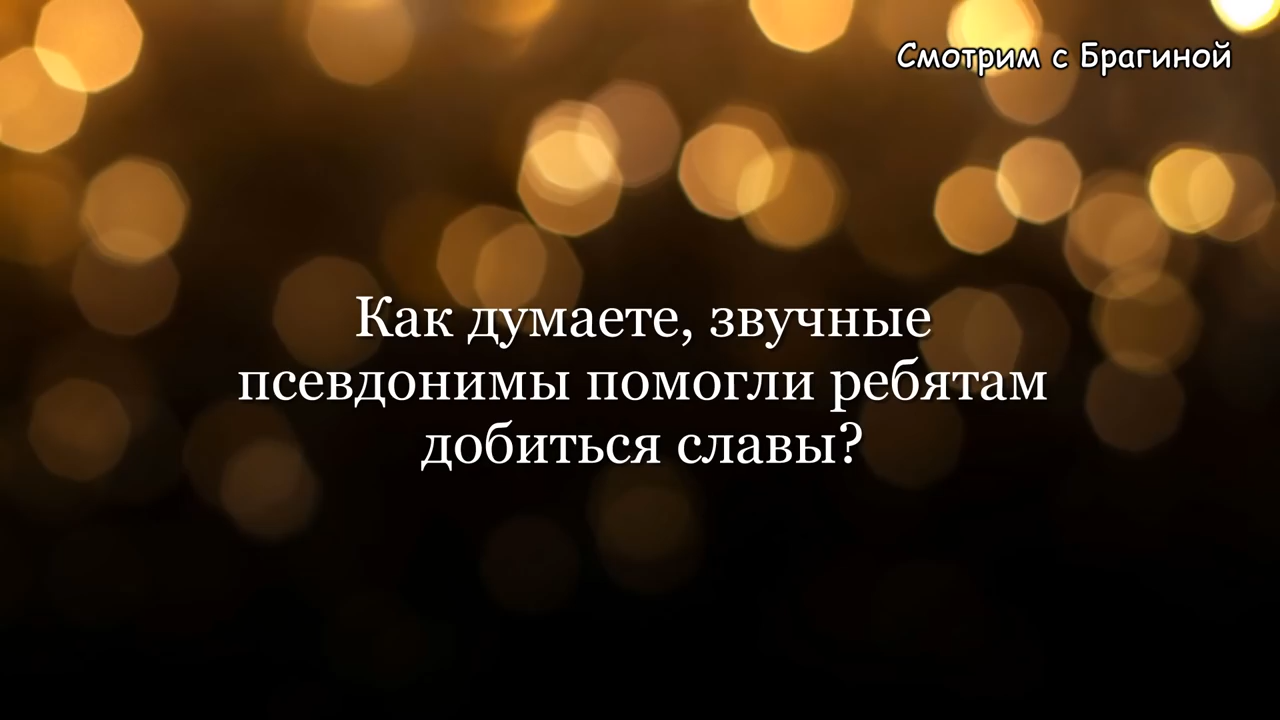 Смотрим с Брагиной
Как думаете, звучные
псевдонимы помогли ребятам
добиться славы?